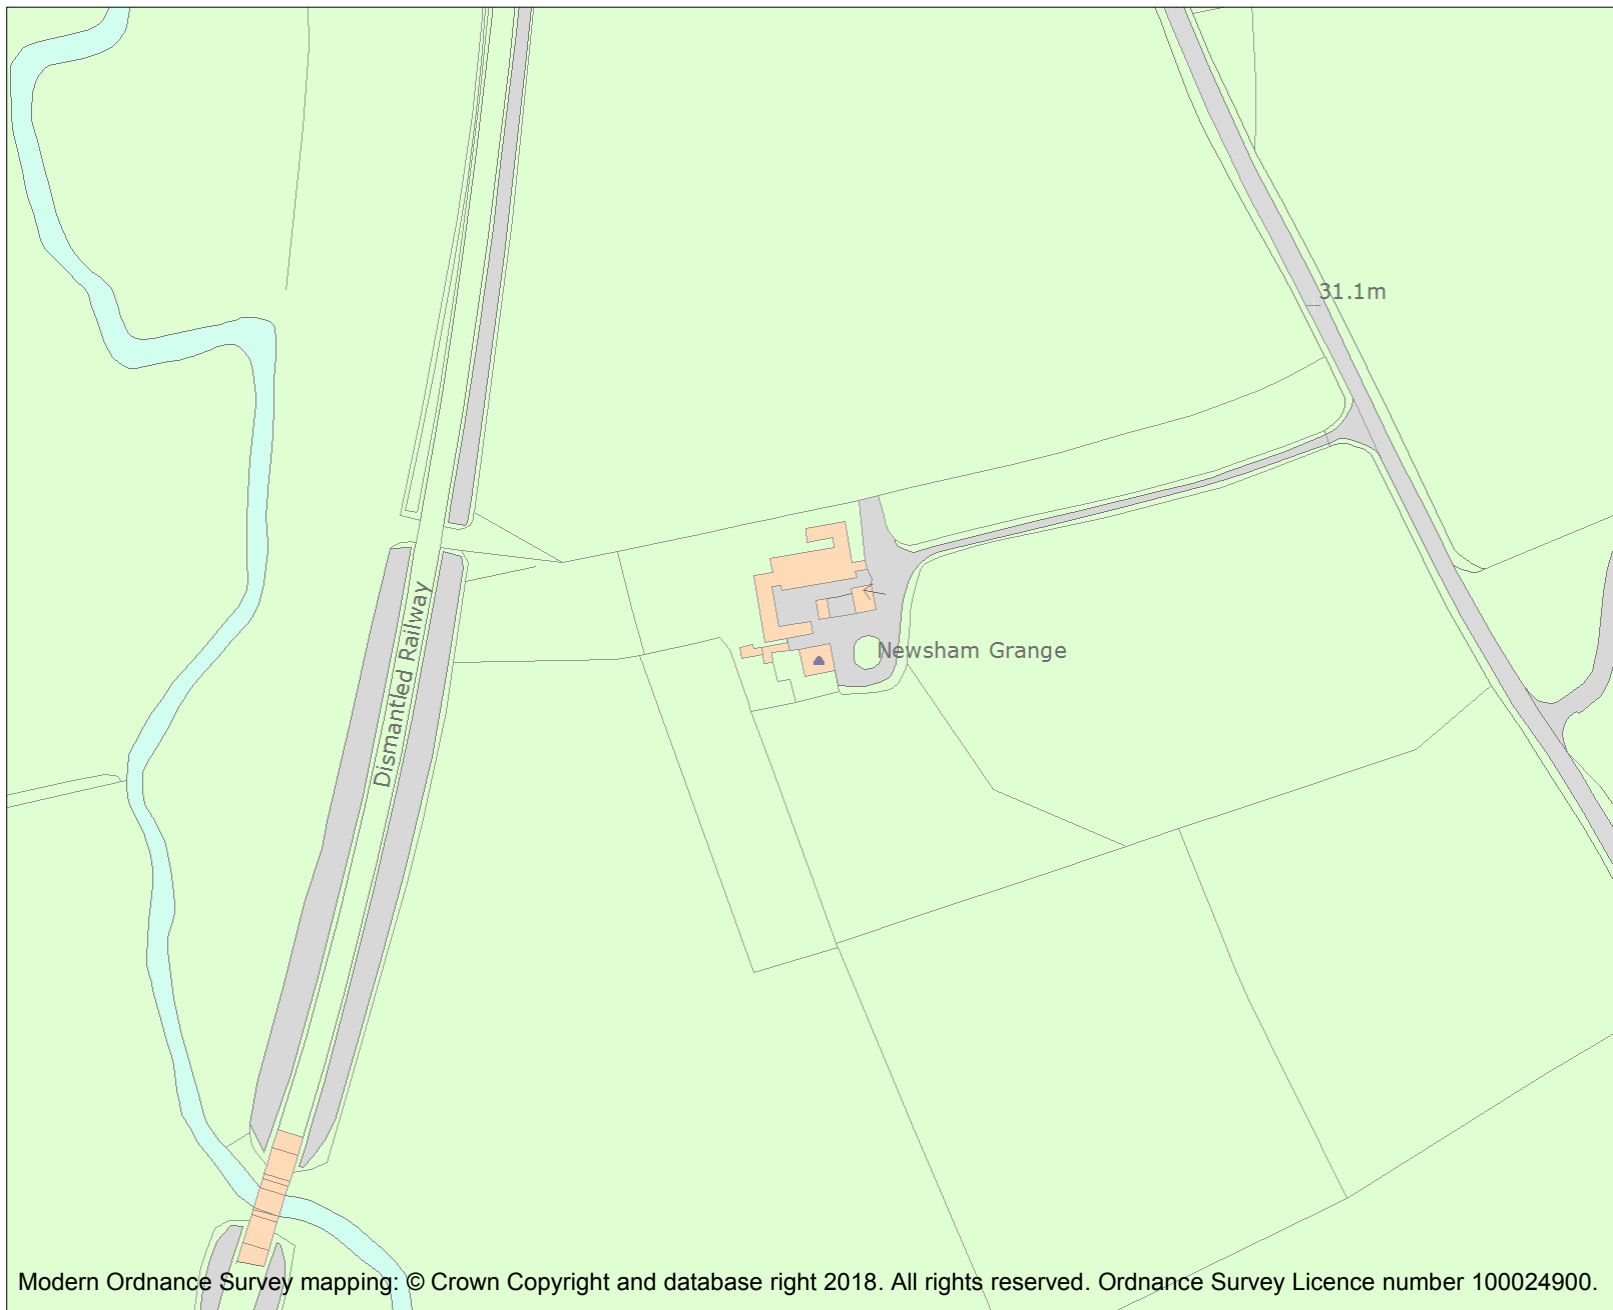 31.1m
Dismantled Railway
Newsham Grange
Modern Ordnance Survey mapping: © Crown Copyright and database right 2018. All rights reserved. Ordnance Survey Licence number 100024900.